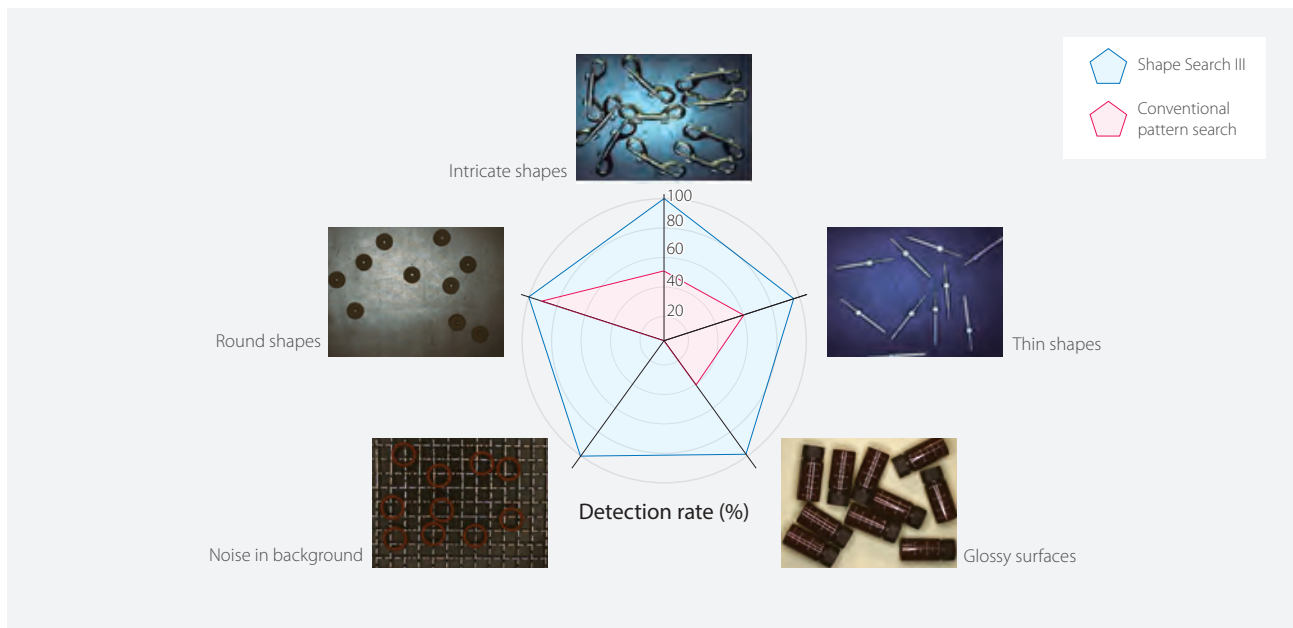 Shape Search III
Conventional
pattern search
Intricate shapes
100
80
60
40
20
Round shapes
Thin shapes
Detection rate (%)
Noise in background
Glossy surfaces